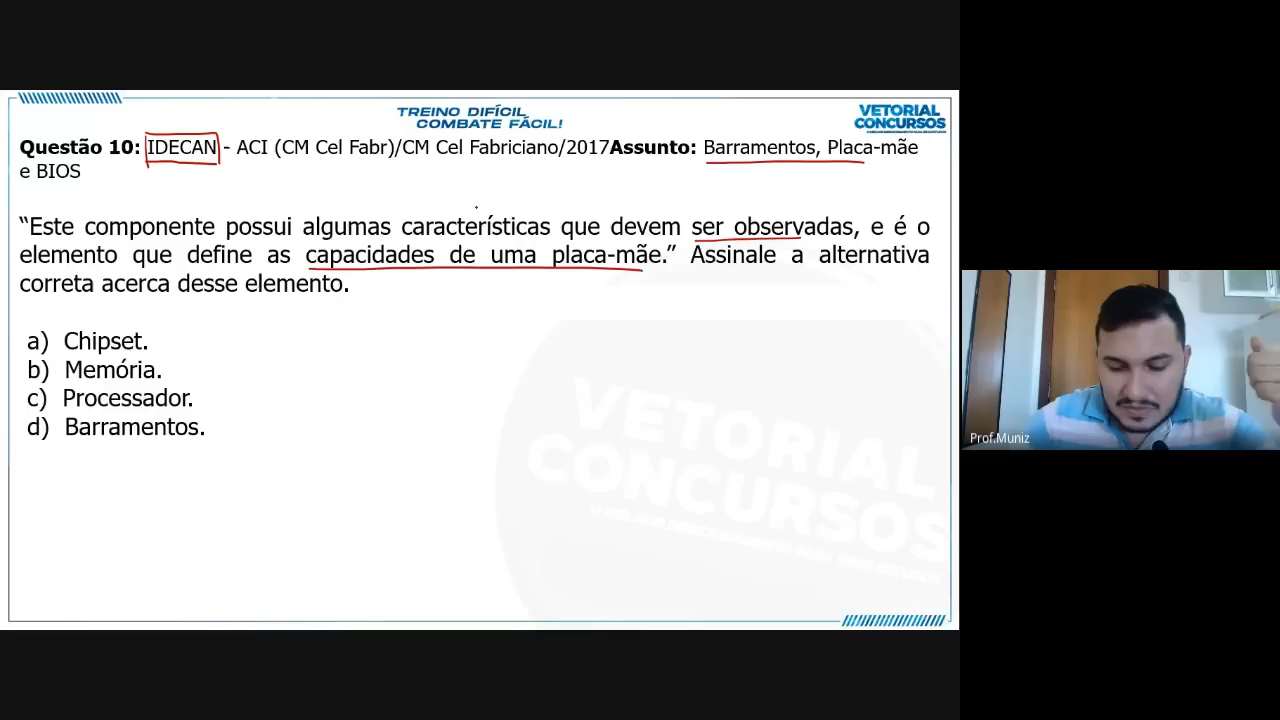 TREINO DIFÍCIL
COMBATE FÁCIL!
VETORIAL
CONCURSOS
Questão 10: IDECAN - ACI (CM Cel Fabr)/CM Cel Fabriciano/2017Assunto: Barramentos, Placa-mãe
e BIOS
“Este componente possui algumas características que devem ser observadas, e é o
elemento que define as capacidades de uma placa-mãe.” Assinale a alternativa
correta acerca desse elemento.
a) Chipset.
b) Memória.
c) Processador.
d) Barramentos.
VETORIAL
CONCURSOS
Prof.Muniz